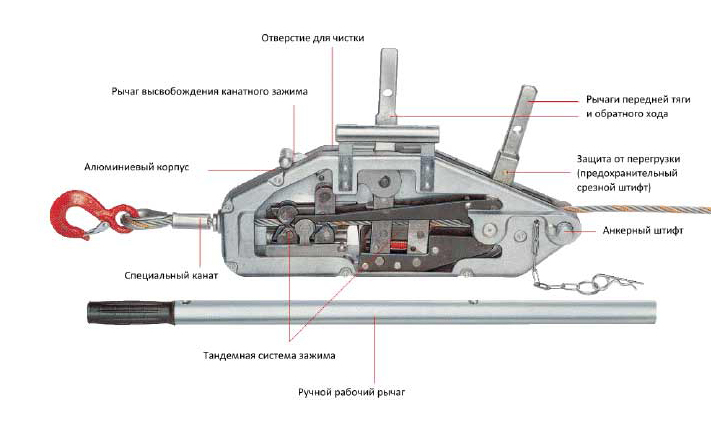 Отверстие для чистки
Рычаг высвобождения канатного зажима
Рычаги передней тяги
и обратного хода
Алюминиевый корпус
Защита от перегрузки
(предохранительный
срезной штифт)
Анкерный штифт
Специальный канат
Тандемная система зажима
Ручной рабочий рычаг